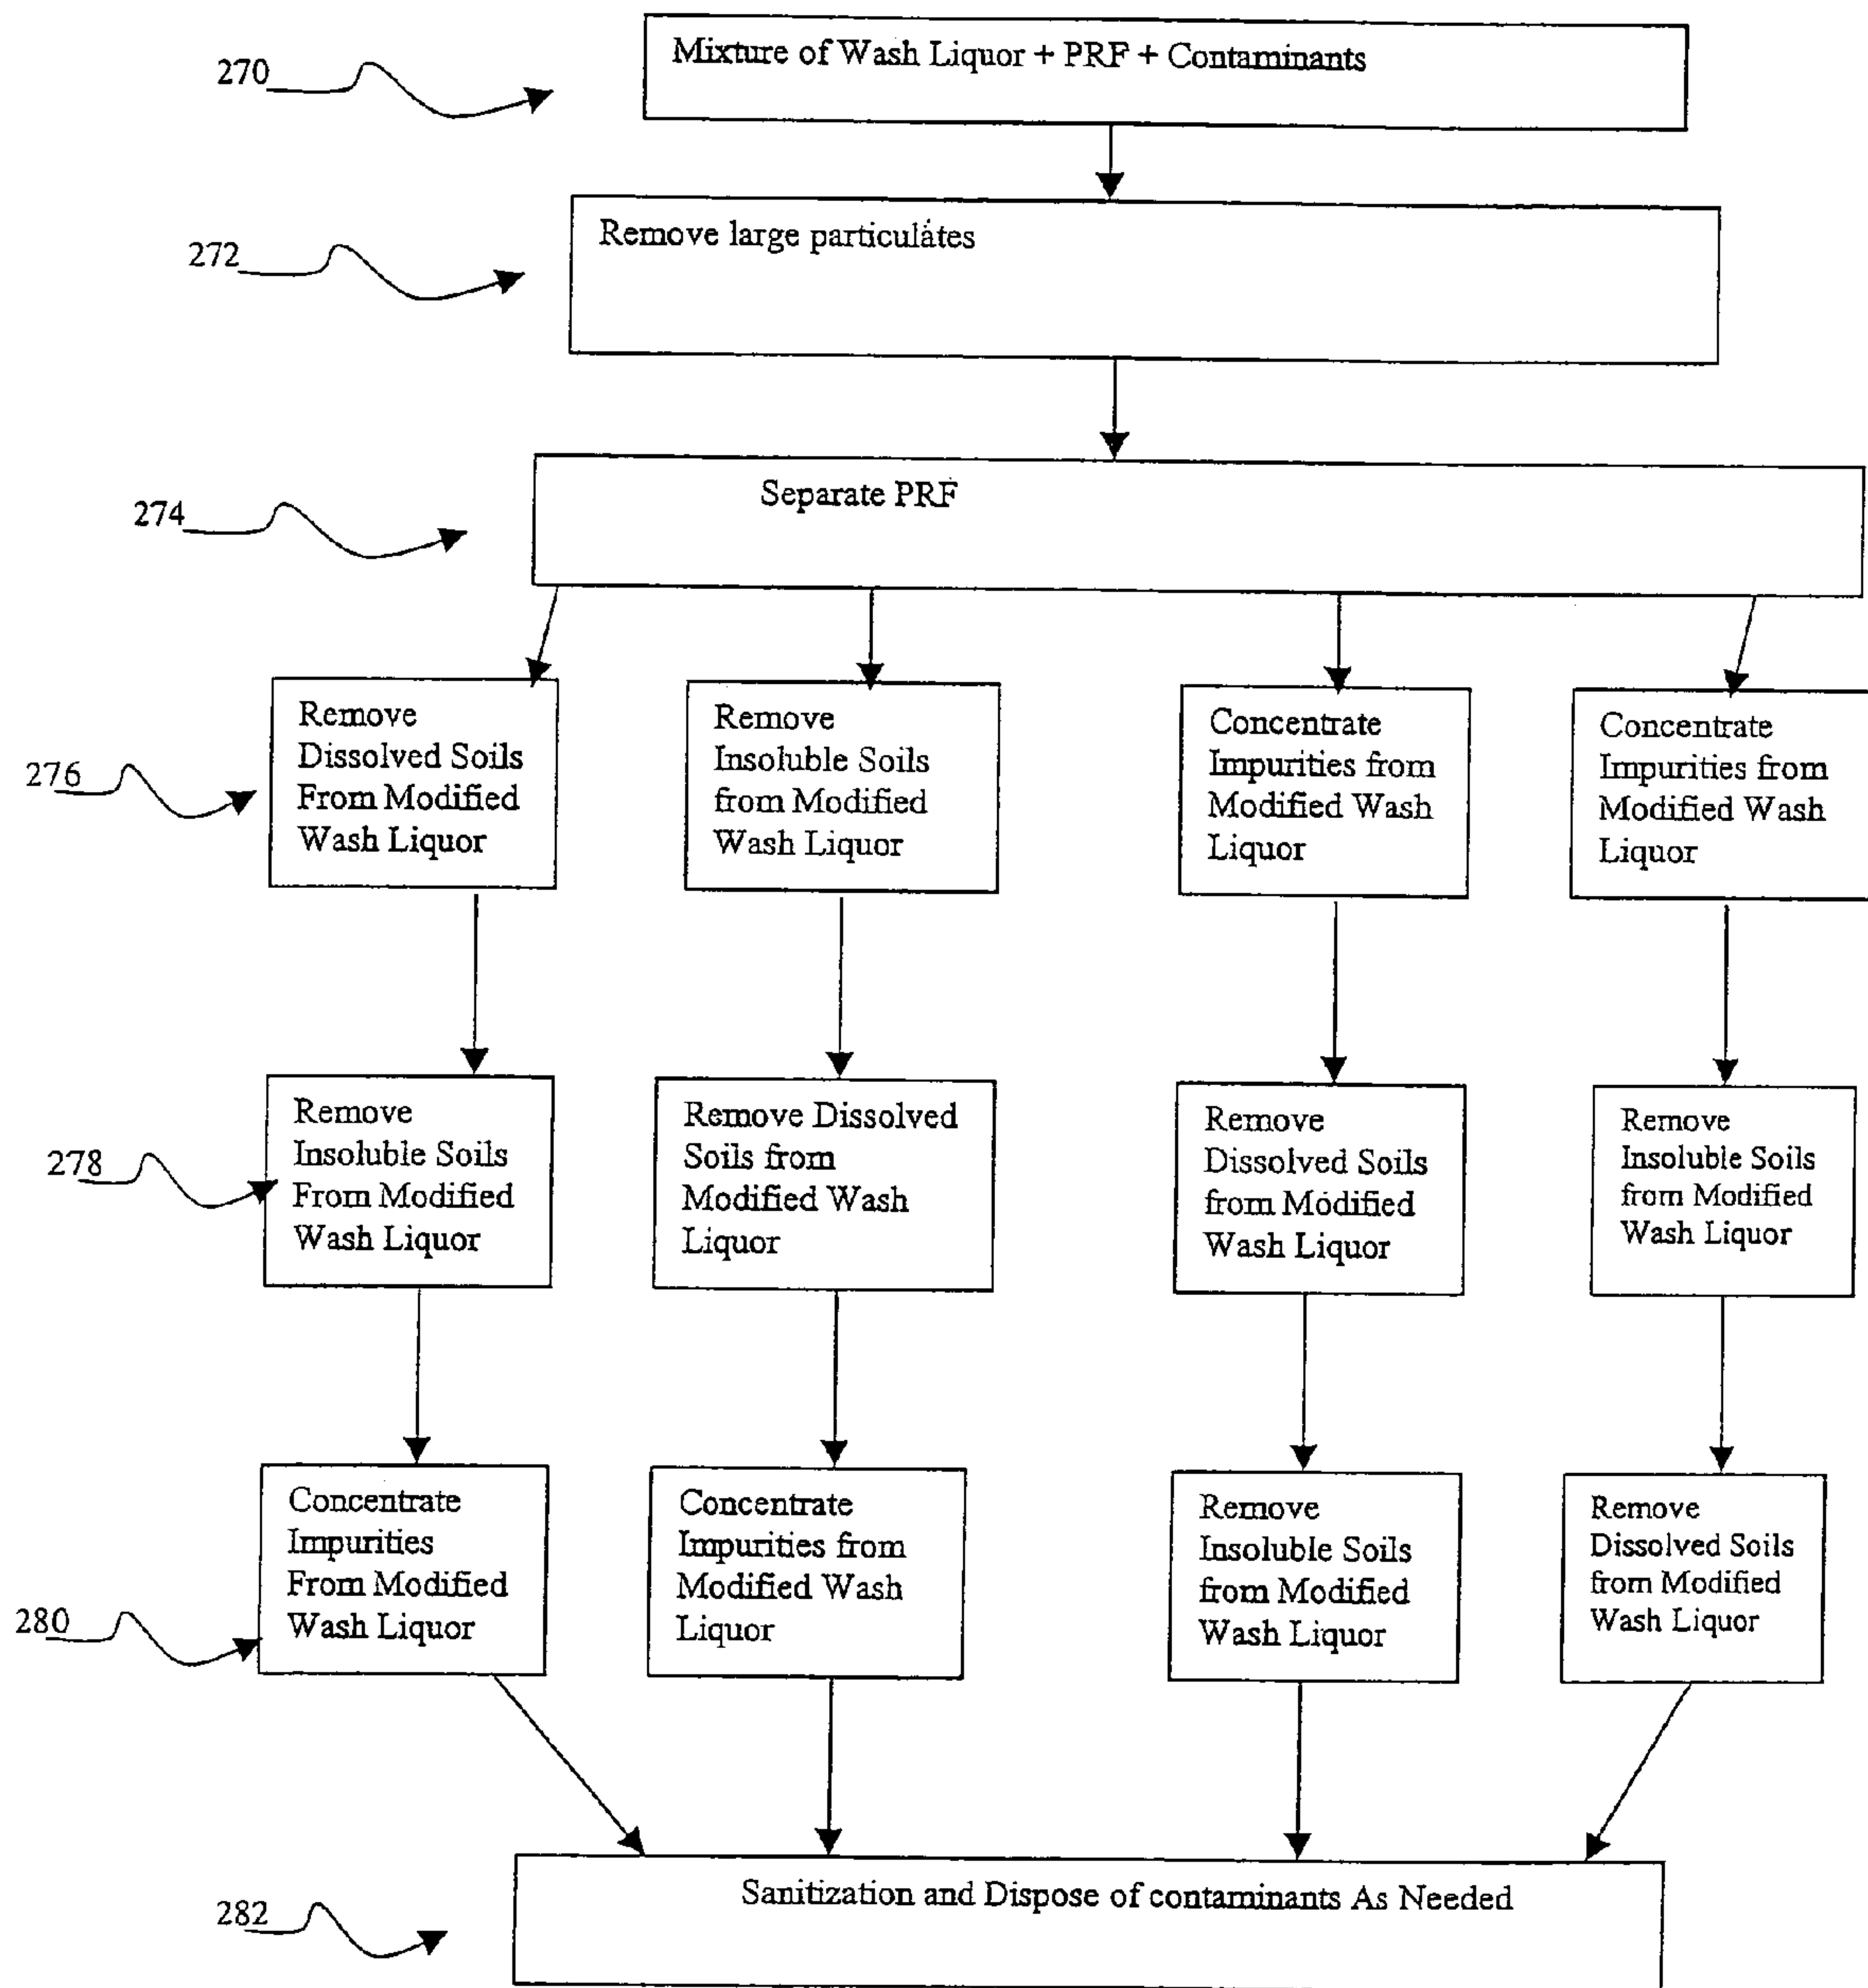 270
Mixture of Wash Liquor + PRF + Contaminants
272
Remove large particulates
274
Separate PRF
276
Remove
Dissolved Soils
From Modified
Wash Liquor
Remove
Insoluble Soils
from Modified
Wash Liquor
Concentrate
Impurities from
Modified Wash
Liquor
Concentrate
Impurities from
Modified Wash
Liquor
278
Remove
Insoluble Soils
From Modified
Wash Liquor
Remove Dissolved
Soils from
Modified Wash
Liquor
Remove
Dissolved Soils
from Modified
Wash Liquor
Remove
Insoluble Soils
from Modified
Wash Liquor
280
Concentrate
Impurities
From Modified
Wash Liquor
Concentrate
Impurities from
Modified Wash
Liquor
Remove
Insoluble Soils
from Modified
Wash Liquor
Remove
Dissolved Soils
from Modified
Wash Liquor
282
Sanitization and Dispose of contaminants As Needed